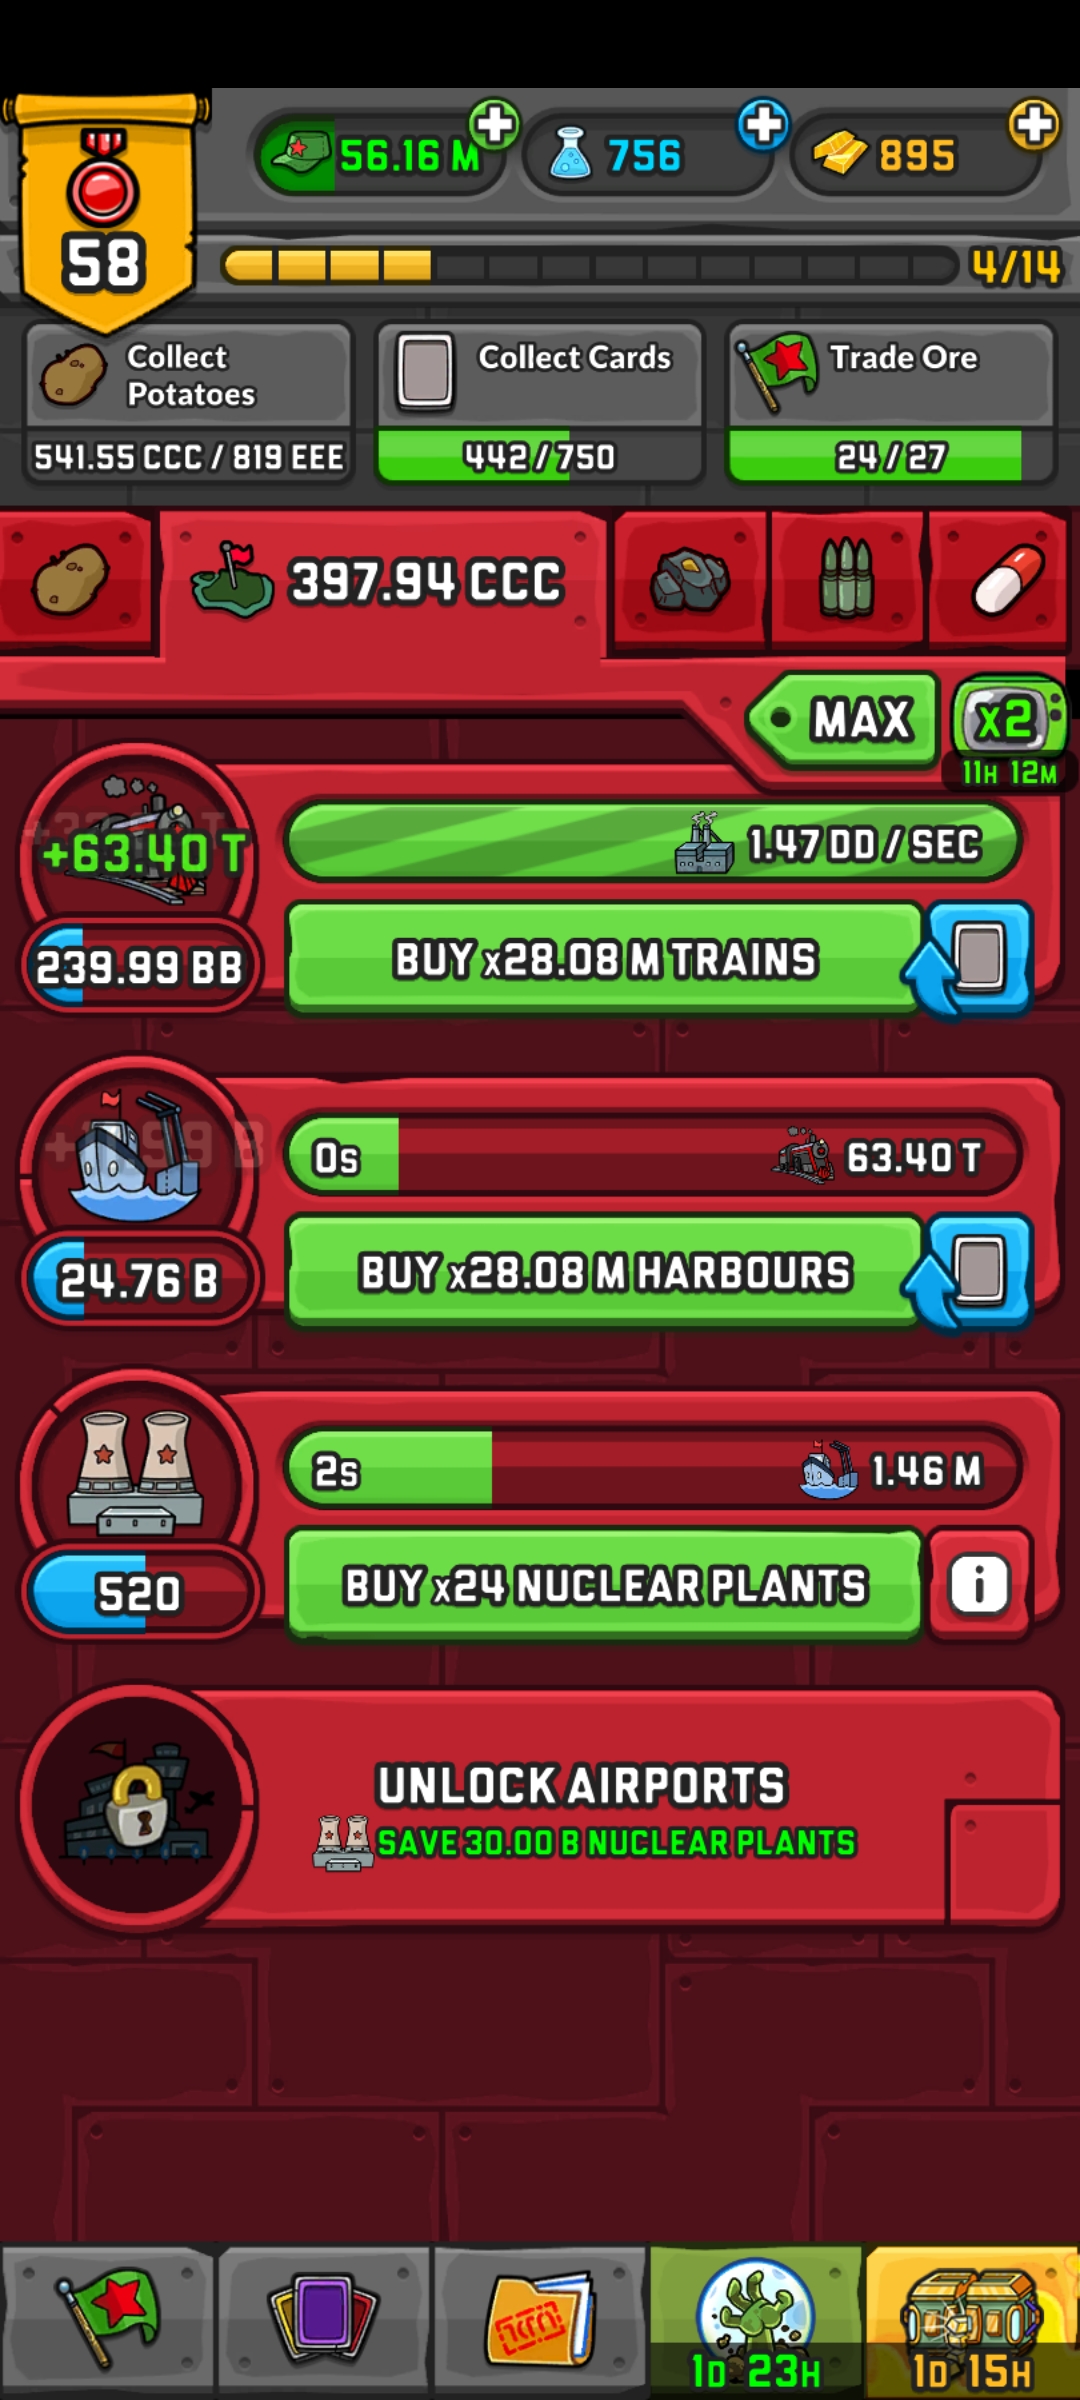 58
56.16 M
756
895
4/14
Collect Potatoes
541.55 CCC / 819 EEE
Collect Cards
442/750
Trade Ore
24/27
397.94 CCC
MAX
x2
11H 12M
+63.40 T
1.47 DD / SEC
239.99 BB
BUY x28.08 M TRAINS
0s
63.40 T
24.76 B
BUY x28.08 M HARBOURS
2s
1.46 M
520
BUY x24 NUCLEAR PLANTS
i
UNLOCK AIRPORTS
SAVE 30.00 B NUCLEAR PLANTS
1D 23H
1D 15H